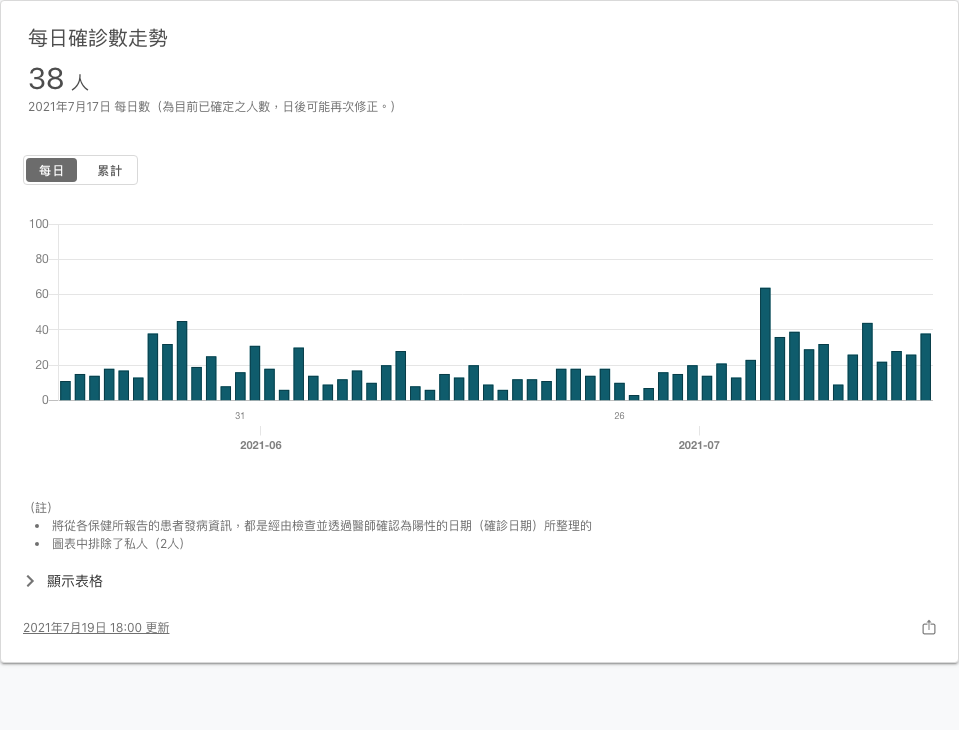 每日確診數走勢
38 人
2021年7月17日 每日數（為目前已確定之人數，日後可能再次修正。）
每日 累計
100
80
60
40
20
0
31 26
2021-06 2021-07
（註）
• 將從各保健所報告的患者發病資訊，都是經由檢查並透過醫師確認為陽性的日期（確診日期）所整理的
• 圖表中排除了私人（2人）
顯示表格
2021年7月19日 18:00 更新